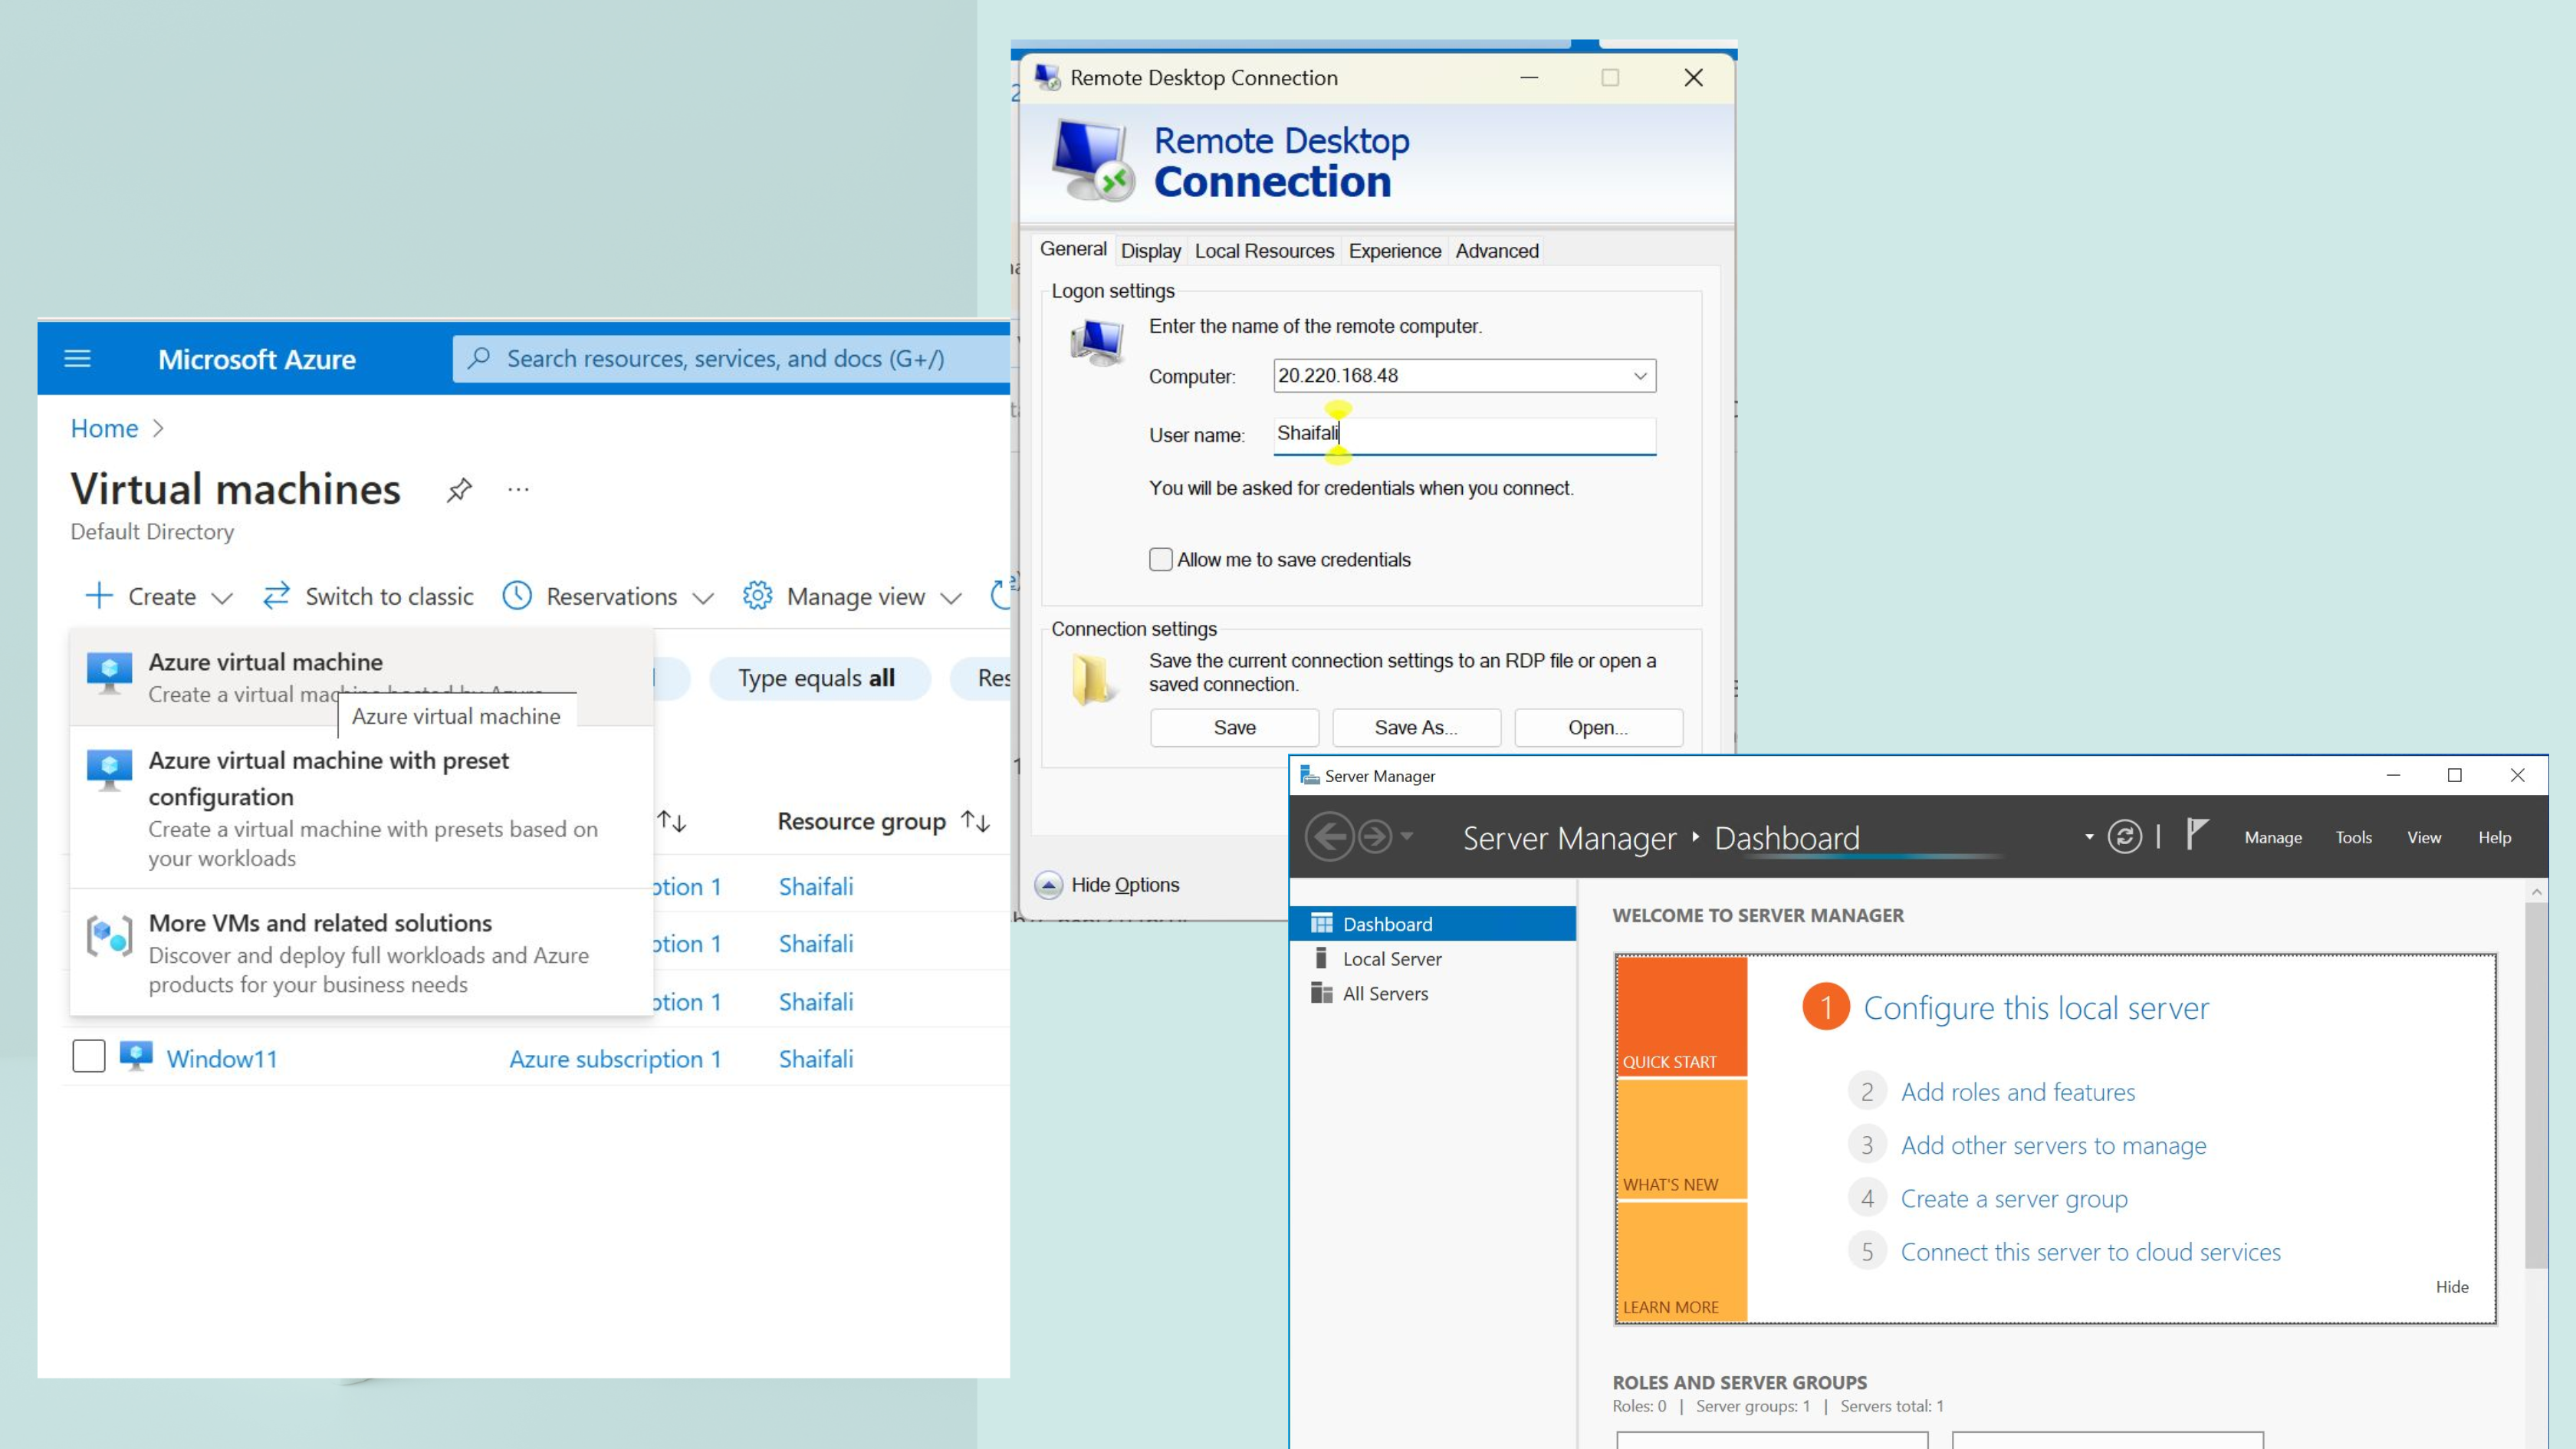 Microsoft Azure
Search resources, services, and docs (G+/)
Home
Virtual machines
Default Directory
Create
Switch to classic
Reservations
Manage view
Azure virtual machine
Create a virtual machine hosted by Azure
Azure virtual machine
Type equals all
Azure virtual machine with preset
configuration
Create a virtual machine with presets based on
your workloads
Resource group
ption 1 Shaifali
More VMs and related solutions
Discover and deploy full workloads and Azure
products for your business needs
ption 1 Shaifali
ption 1 Shaifali
Window11 Azure subscription 1 Shaifali
Remote Desktop Connection
Remote Desktop
Connection
General Display Local Resources Experience Advanced
Logon settings
Enter the name of the remote computer.
Computer: 20.220.168.48
User name: Shaifali
You will be asked for credentials when you connect.
Allow me to save credentials
Connection settings
Save the current connection settings to an RDP file or open a
saved connection.
Save Save As... Open...
Hide Options
Server Manager
Server Manager Dashboard
Manage Tools View Help
Dashboard
Local Server
All Servers
WELCOME TO SERVER MANAGER
QUICK START
WHAT'S NEW
LEARN MORE
1 Configure this local server
2 Add roles and features
3 Add other servers to manage
4 Create a server group
5 Connect this server to cloud services
Hide
ROLES AND SERVER GROUPS
Roles: 0 | Server groups: 1 | Servers total: 1